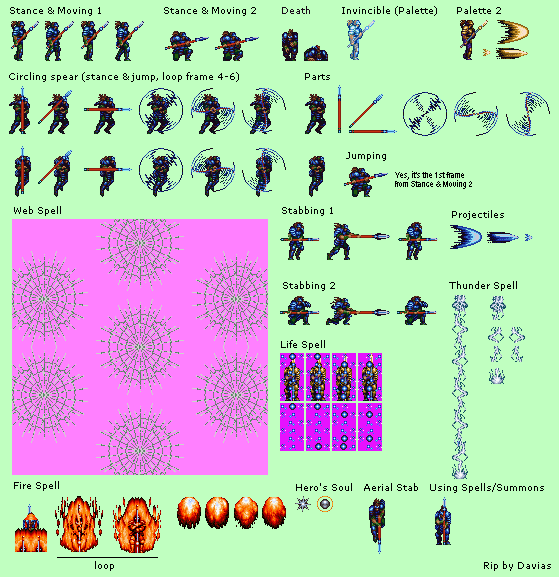 Stance & Moving 1
Stance & Moving 2
Death
Invincible (Palette)
Palette 2
Circling spear (stance & jump, loop frame 4-6)
Parts
Jumping
Yes, it's the 1st frame
from Stance & Moving 2
Web Spell
Stabbing 1
Projectiles
Stabbing 2
Thunder Spell
Life Spell
Fire Spell
Hero's Soul
Aerial Stab
Using Spells/Summons
loop
Rip by Davias